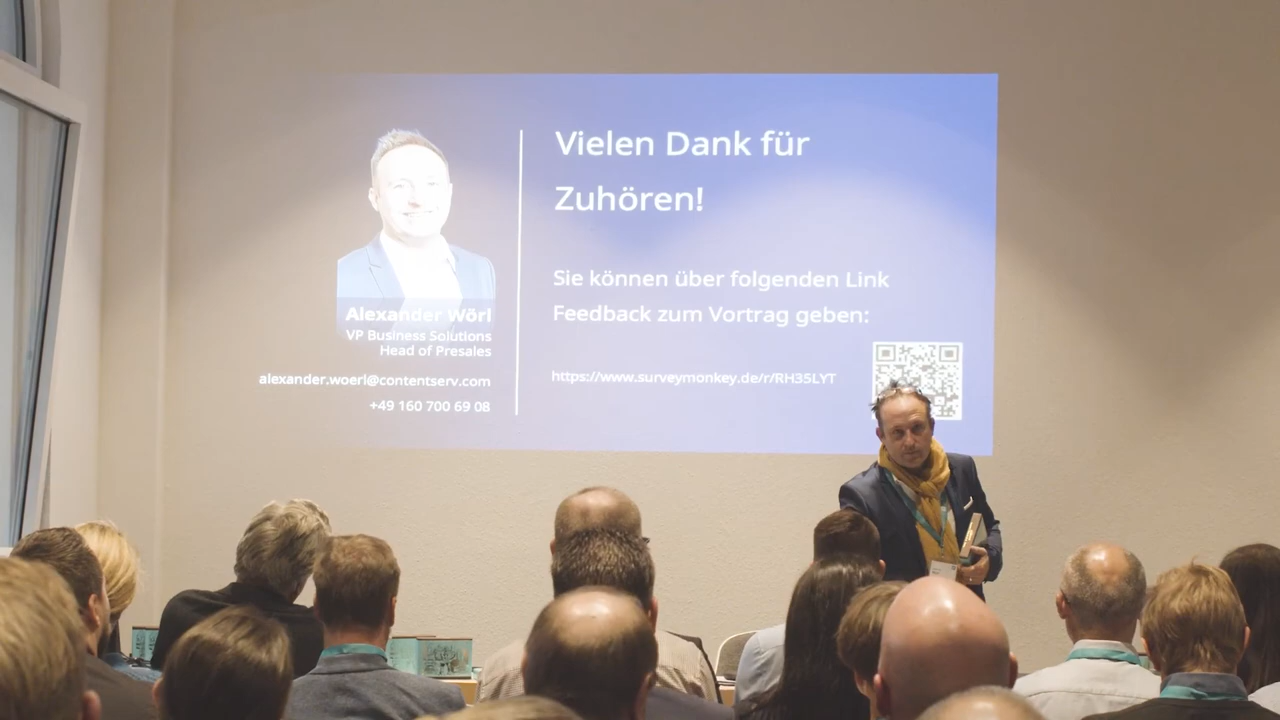 Vielen Dank für
Zuhören!
Sie können über folgenden Link
Feedback zum Vortrag geben:
https://www.surveymonkey.de/r/RH35LYT
Alexander Wörl
VP Business Solutions
Head of Presales
alexander.woerl@contentserv.com
+49 160 700 69 08